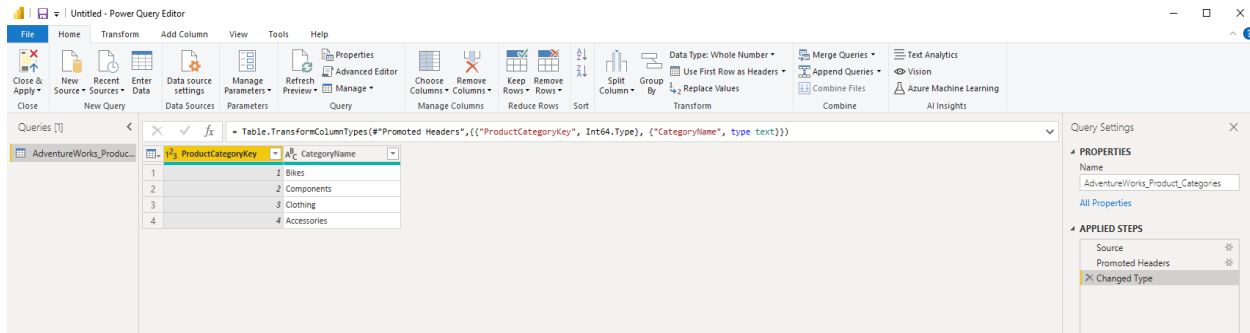 Untitled - Power Query Editor
File Home Transform Add Column View Tools Help
Close & Apply
Close
New Source
Recent Sources
Enter Data
New Query
Data source settings
Data Sources
Manage Parameters
Parameters
Refresh Preview
Properties
Advanced Editor
Manage
Query
Choose Columns
Remove Columns
Manage Columns
Keep Rows
Remove Rows
Reduce Rows
Sort
Split Column
Group By
Data Type: Whole Number
Use First Row as Headers
Replace Values
Transform
Merge Queries
Append Queries
Combine Files
Combine
Text Analytics
Vision
Azure Machine Learning
AI Insights
Queries [1]
AdventureWorks_Produc...
= Table.TransformColumnTypes(#"Promoted Headers",{{"ProductCategoryKey", Int64.Type}, {"CategoryName", type text}})
ProductCategoryKey CategoryName
1 1 Bikes
2 2 Components
3 3 Clothing
4 4 Accessories
Query Settings
PROPERTIES
Name
AdventureWorks_Product_Categories
All Properties
APPLIED STEPS
Source
Promoted Headers
Changed Type